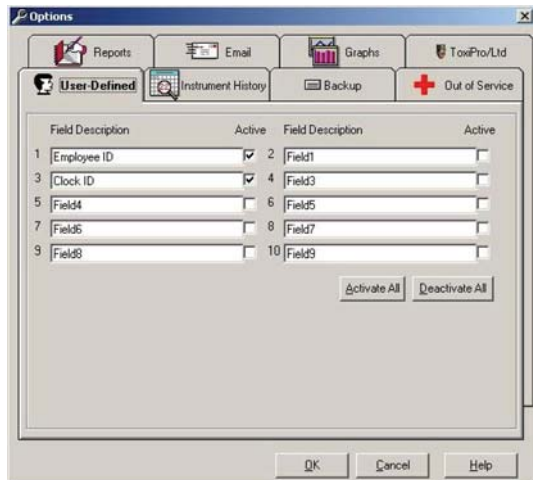 Options
Reports Email Graphs ToxiPro/Ltd
User-Defined Instrument History Backup Out of Service
Field Description Active Field Description Active
1 Employee ID 2 Field1
3 Clock ID 4 Field3
5 Field4 6 Field5
7 Field6 8 Field7
9 Field8 10 Field9
Activate All Deactivate All
OK Cancel Help